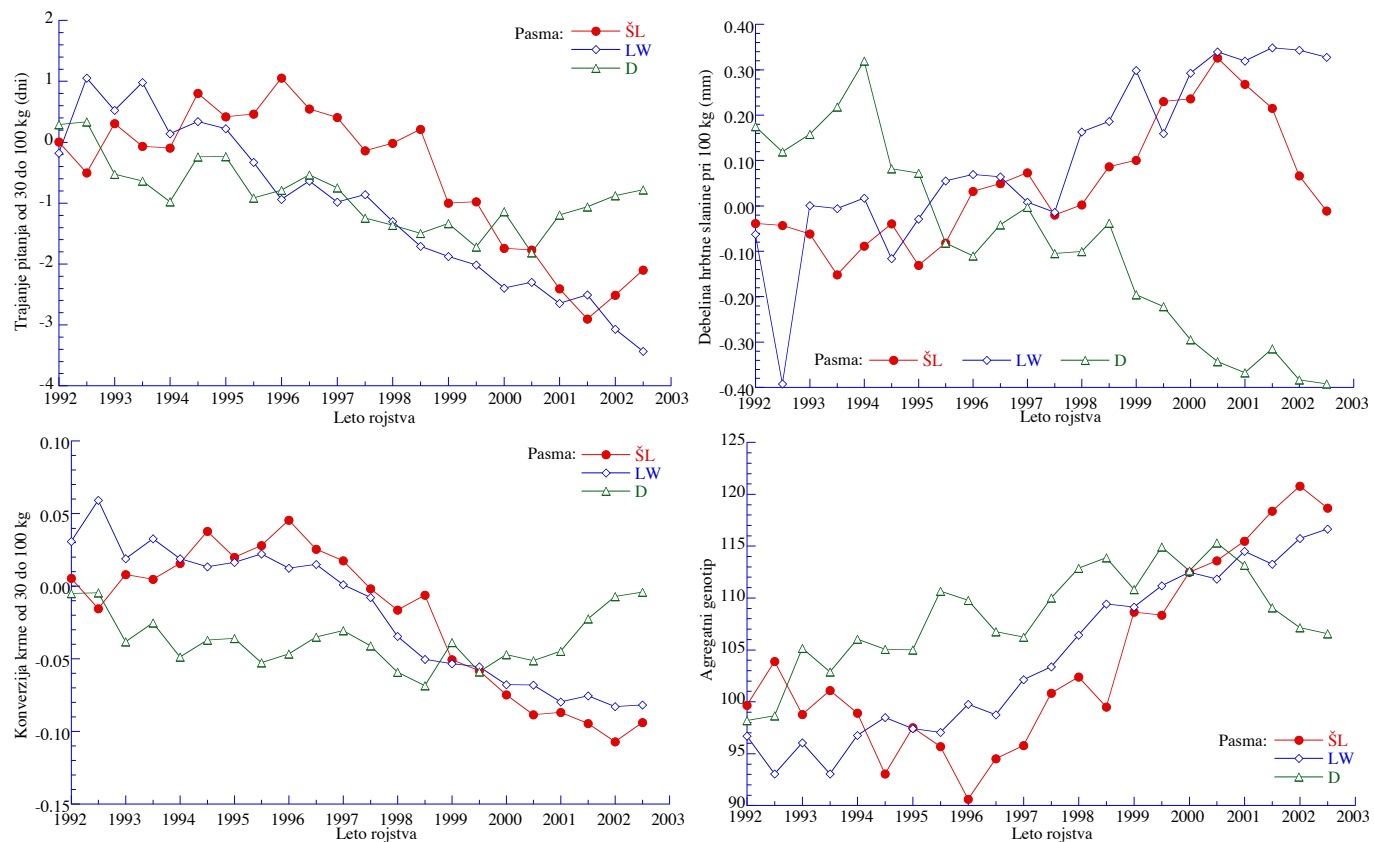 Trajanje pitanja od 30 do 100 kg (dni)
2
1
0
-1
-2
-3
-4
1992 1993 1994 1995 1996 1997 1998 1999 2000 2001 2002 2003
Leto rojstva
Pasma: ŠL
LW
D
Debelina hrbtne slanine pri 100 kg (mm)
0.40
0.30
0.20
0.10
0.00
-0.10
-0.20
-0.30
-0.40
Pasma: ŠL LW D
1992 1993 1994 1995 1996 1997 1998 1999 2000 2001 2002 2003
Leto rojstva
Konverzija krme od 30 do 100 kg
0.10
0.05
0.00
-0.05
-0.10
-0.15
1992 1993 1994 1995 1996 1997 1998 1999 2000 2001 2002 2003
Leto rojstva
Pasma: ŠL
LW
D
Agregatni genotip
125
120
115
110
105
100
95
90
Pasma: ŠL
LW
D
1992 1993 1994 1995 1996 1997 1998 1999 2000 2001 2002 2003
Leto rojstva